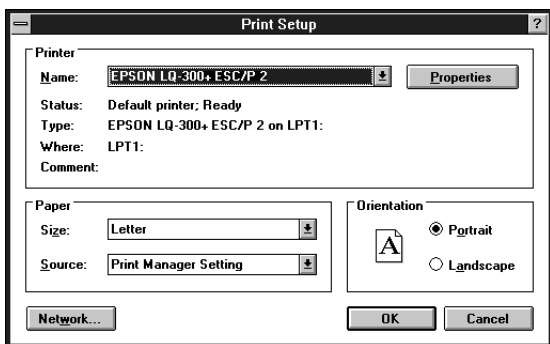 Print Setup ?
Printer
Name: EPSON LQ-300+ ESC/P 2 Properties
Status: Default printer; Ready
Type: EPSON LQ-300+ ESC/P 2 on LPT1:
Where: LPT1:
Comment:
Paper
Size: Letter
Source: Print Manager Setting
Orientation
A
Portrait
Landscape
Network... OK Cancel